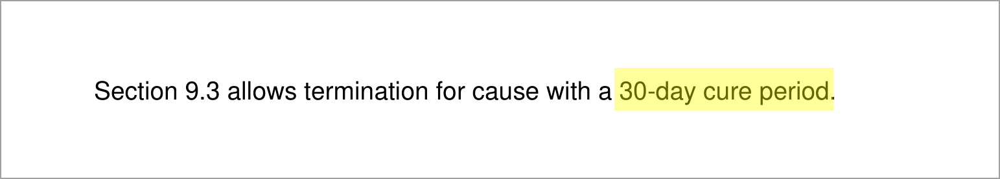 Section 9.3 allows termination for cause with a 30-day cure period.